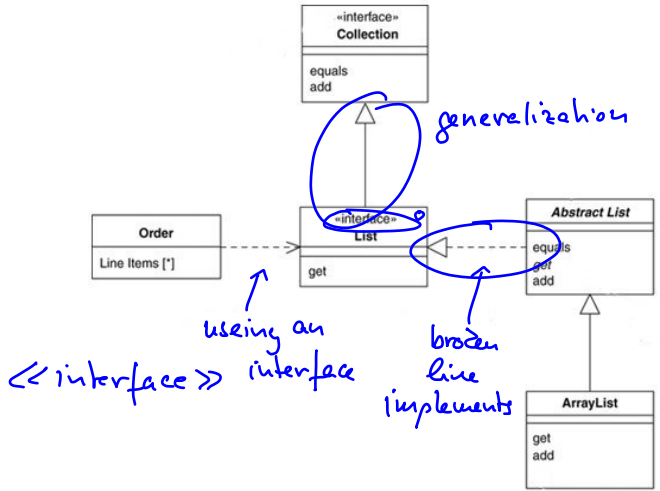 «interface»
Collection
equals
add
generalization
«interface»
List
get
Order
Line Items [*]
Abstract List
equals
get
add
useing an
interface
<< interface >>
broken
line
implements
ArrayList
get
add